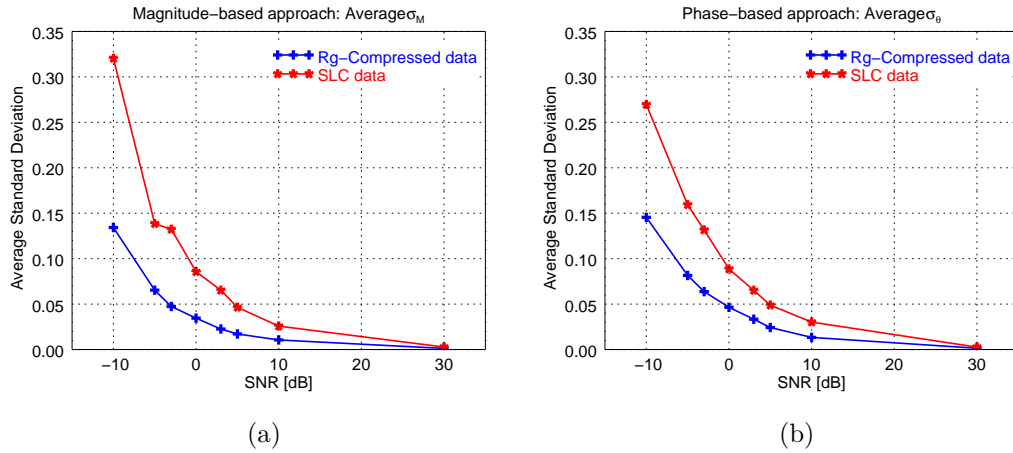 Magnitude−based approach: AverageσM
0.35
0.30
0.25
0.20
0.15
0.10
0.05
0.00
Average Standard Deviation
Rg−Compressed data
SLC data
−10
0
10
20
30
SNR [dB]
(a)
Phase−based approach: Averageσθ
0.35
0.30
0.25
0.20
0.15
0.10
0.05
0.00
Average Standard Deviation
Rg−Compressed data
SLC data
−10
0
10
20
30
SNR [dB]
(b)